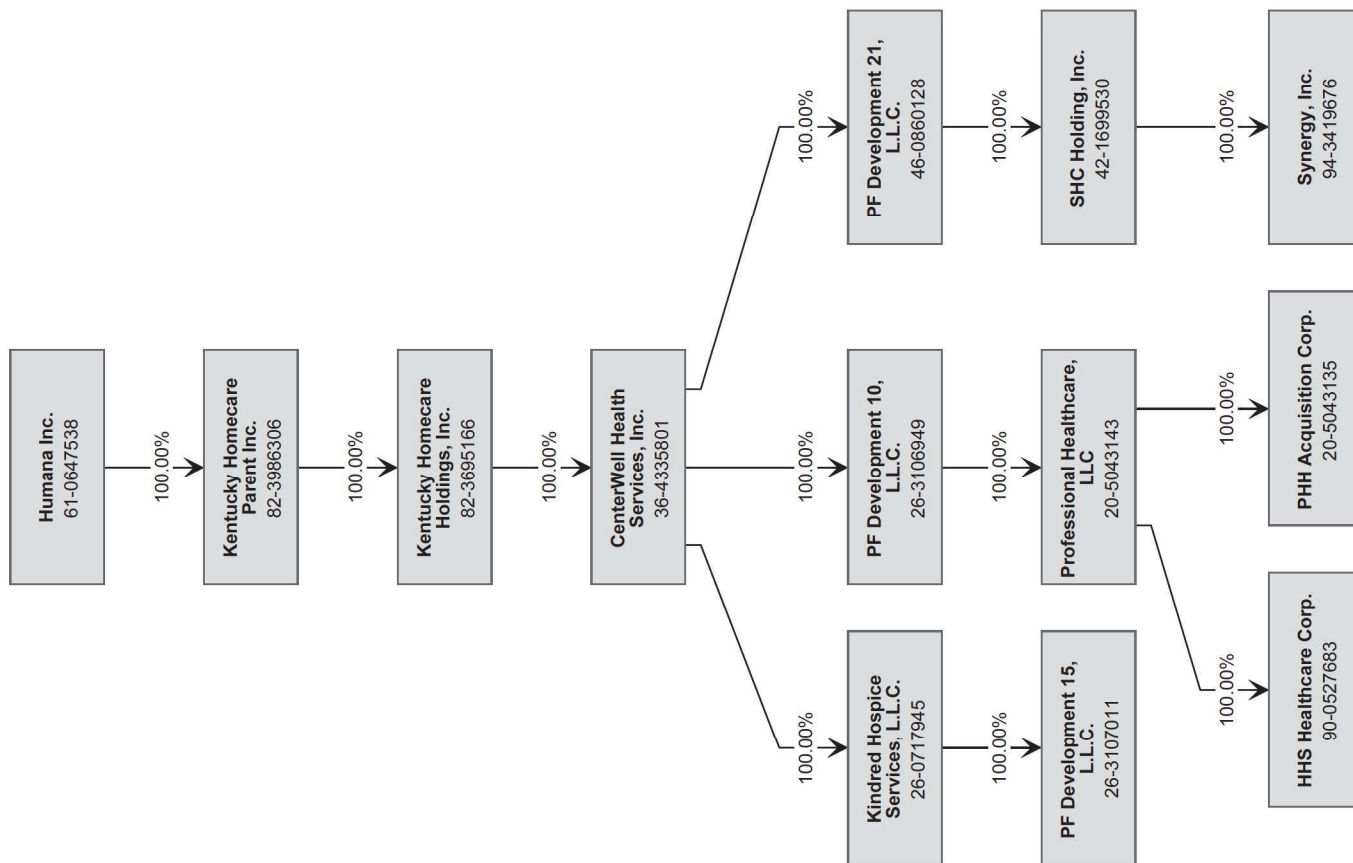 Humana Inc.
61-0647538
100.00%
Kentucky Homecare
Parent Inc.
82-3986306
100.00%
Kentucky Homecare
Holdings, Inc.
82-3695166
100.00%
CenterWell Health
Services, Inc.
36-4335801
100.00%
100.00%
100.00%
Kindred Hospice
Services, L.L.C.
26-0717945
PF Development 10,
L.L.C.
26-3106949
PF Development 21,
L.L.C.
46-0860128
100.00%
100.00%
100.00%
PF Development 15,
L.L.C.
26-3107011
Professional Healthcare,
LLC
20-5043143
SHC Holding, Inc.
42-1699530
100.00%
100.00%
100.00%
HHS Healthcare Corp.
90-0527683
PHH Acquisition Corp.
20-5043135
Synergy, Inc.
94-3419676